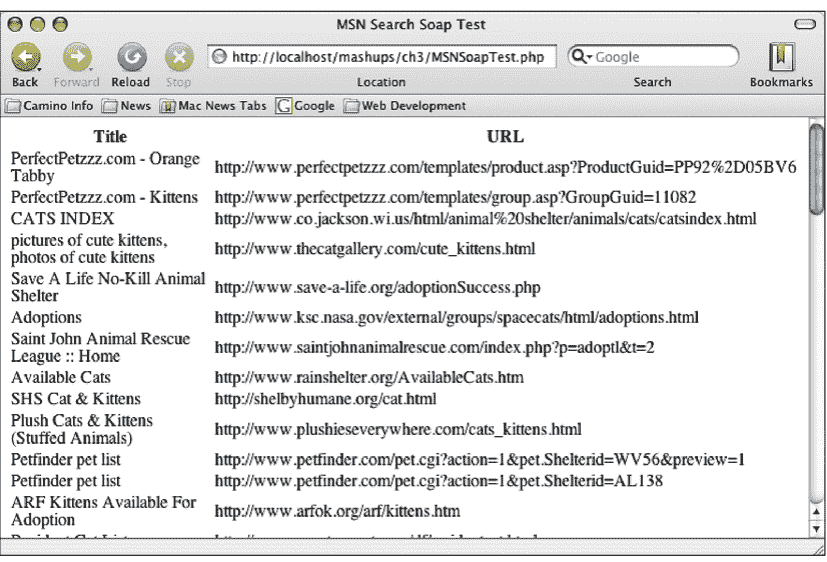 MSN Search Soap Test
http://localhost/mashups/ch3/MSNSoapTest.php
Google
Back
Forward
Reload
Stop
Location
Search
Bookmarks
Camino Info
News
Mac News Tabs
G
Google
Web Development
Title
URL
PerfectPetzzz.com - Orange
Tabby
http://www.perfectpetzzz.com/templates/product.asp?ProductGuid=PP92%2D05BV6
PerfectPetzzz.com - Kittens
http://www.perfectpetzzz.com/templates/group.asp?GroupGuid=11082
CATS INDEX
http://www.co.jackson.wi.us/html/animal%20shelter/animals/cats/catsindex.html
pictures of cute kittens,
photos of cute kittens
http://www.thecatgallery.com/cute_kittens.html
Save A Life No-Kill Animal
Shelter
http://www.save-a-life.org/adoptionSuccess.php
Adoptions
http://www.ksc.nasa.gov/external/groups/spacecats/html/adoptions.html
Saint John Animal Rescue
League :: Home
http://www.saintjohnanimalrescue.com/index.php?p=adoptl&t=2
Available Cats
http://www.rainshelter.org/AvailableCats.htm
SHS Cat & Kittens
http://shelbyhumane.org/cat.html
Plush Cats & Kittens
(Stuffed Animals)
http://www.plushieseverywhere.com/cats_kittens.html
Petfinder pet list
http://www.petfinder.com/pet.cgi?action=1&pet.Shelterid=WV56&preview=1
Petfinder pet list
http://www.petfinder.com/pet.cgi?action=1&pet.Shelterid=AL138
ARF Kittens Available For
Adoption
http://www.arfok.org/arf/kittens.htm